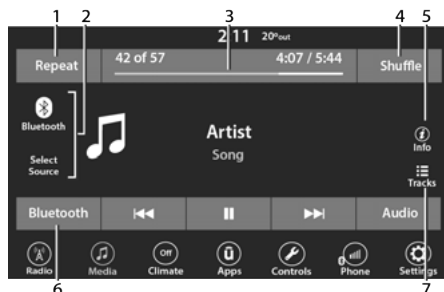 1 2 3 4 5
2:11 20°out
Repeat 42 of 57 4:07 / 5:44 Shuffle
Bluetooth
Artist
Info
Song
Select
Source
Tracks
Bluetooth Audio
Off
Radio Media Climate Apps Controls Phone Settings
6 7